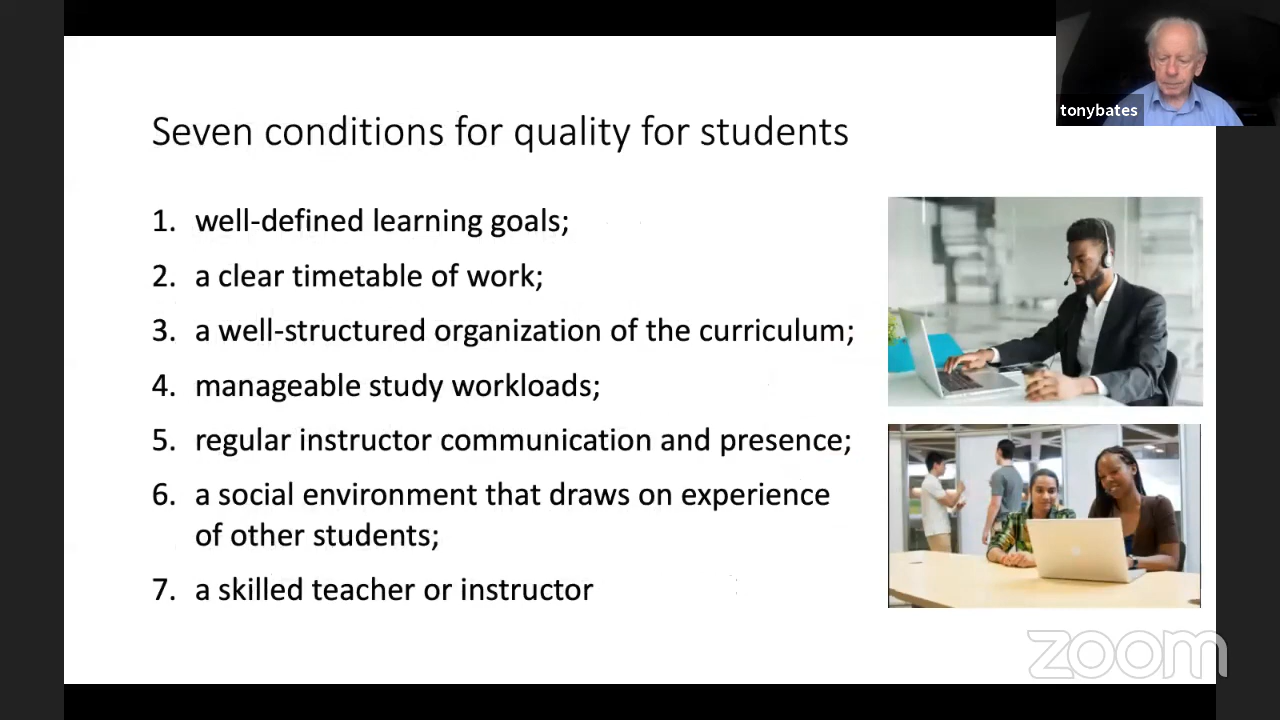 tonybates
Seven conditions for quality for students
1. well-defined learning goals;
2. a clear timetable of work;
3. a well-structured organization of the curriculum;
4. manageable study workloads;
5. regular instructor communication and presence;
6. a social environment that draws on experience
of other students;
7. a skilled teacher or instructor
zoom